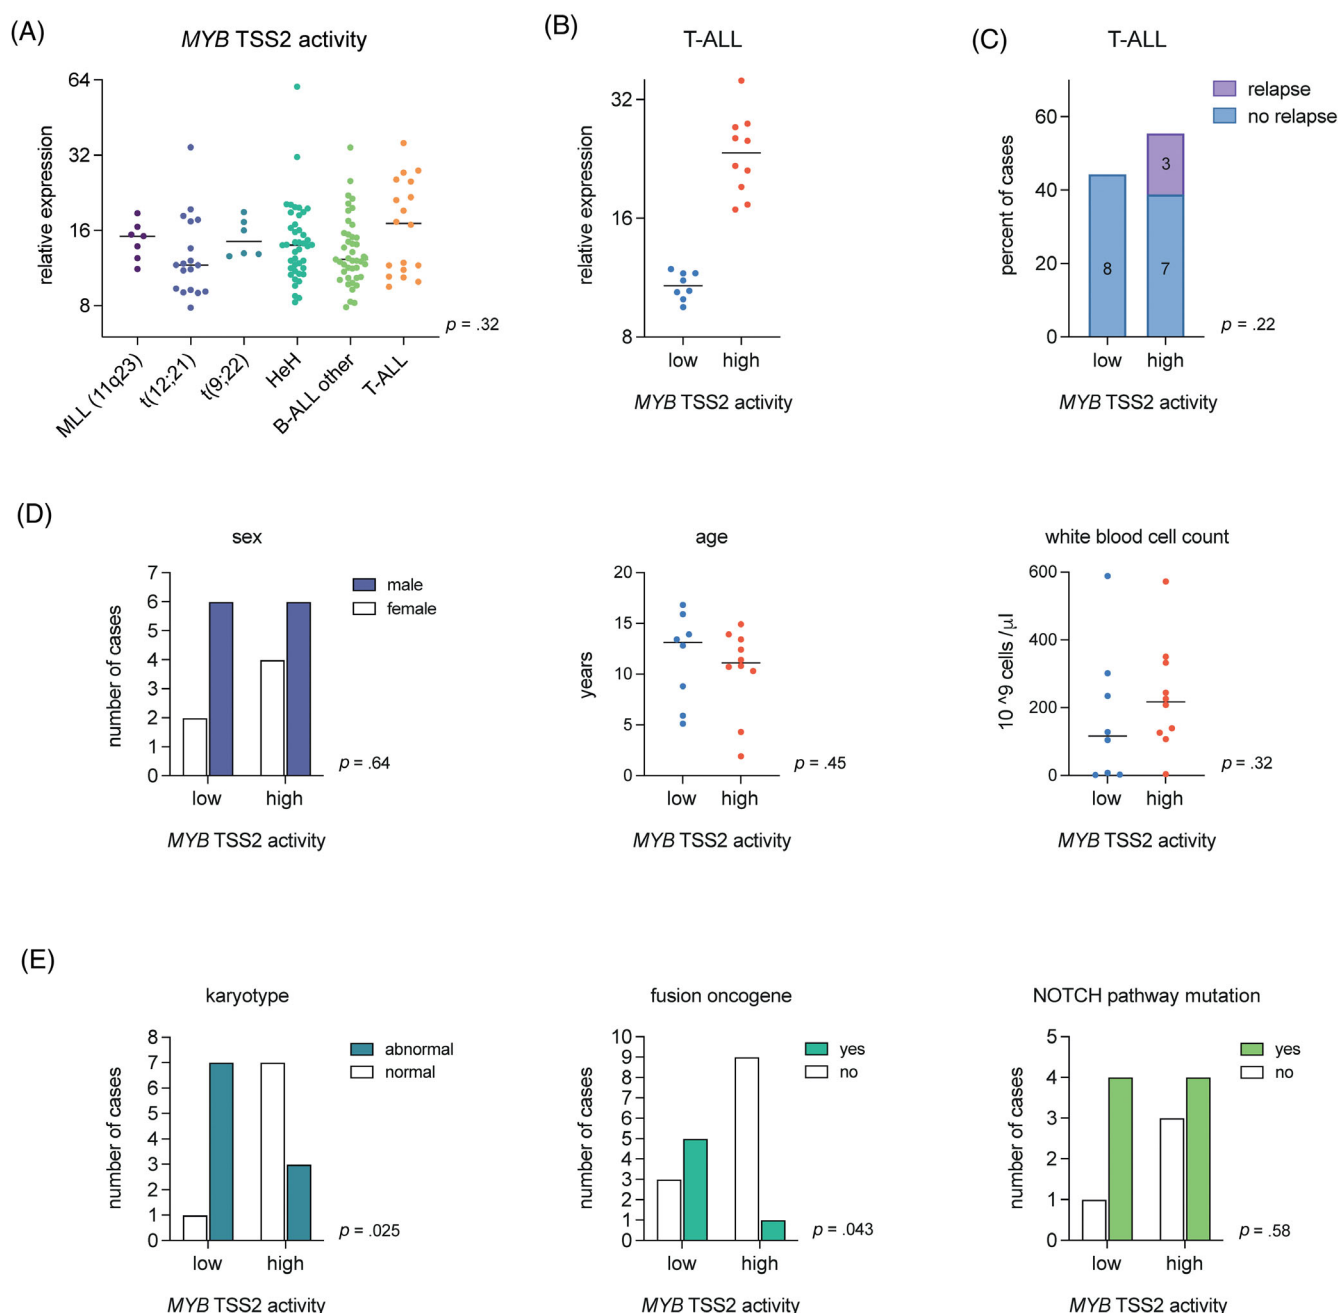 (A)
MYB TSS2 activity
relative expression
64
32
16
8
p = .32
MLL (11q23)
t(12;21)
t(9;22)
HeH
B-ALL other
T-ALL
(B)
T-ALL
relative expression
32
16
8
low high
MYB TSS2 activity
(C)
T-ALL
relapse
no relapse
percent of cases
60
40
20
0
8
3
7
p = .22
low high
MYB TSS2 activity
(D)
sex
male
female
number of cases
7
6
5
4
3
2
1
0
p = .64
low high
MYB TSS2 activity
age
years
20
15
10
5
0
p = .45
low high
MYB TSS2 activity
white blood cell count
10 ^9 cells /µl
600
400
200
0
p = .32
low high
MYB TSS2 activity
(E)
karyotype
abnormal
normal
number of cases
8
7
6
5
4
3
2
1
0
p = .025
low high
MYB TSS2 activity
fusion oncogene
yes
no
number of cases
10
9
8
7
6
5
4
3
2
1
0
p = .043
low high
MYB TSS2 activity
NOTCH pathway mutation
yes
no
number of cases
5
4
3
2
1
0
p = .58
low high
MYB TSS2 activity